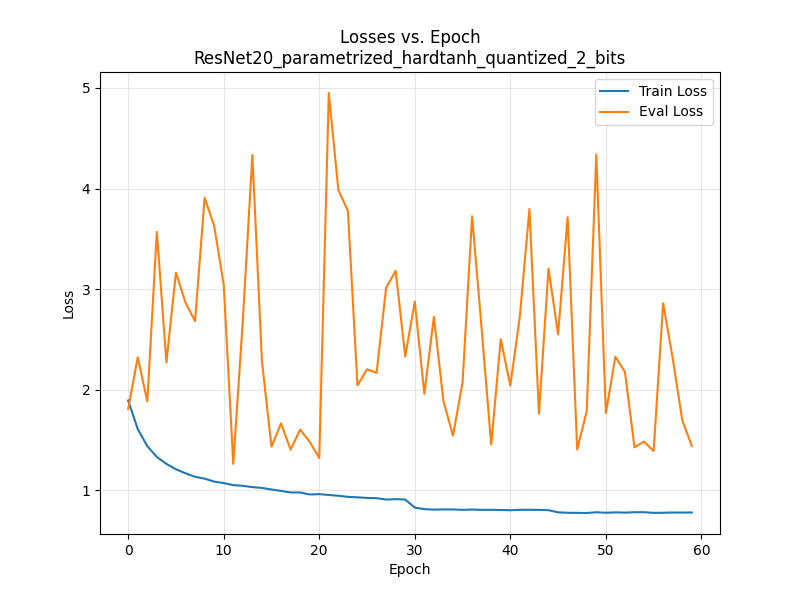 Losses vs. Epoch
ResNet20_parametrized_hardtanh_quantized_2_bits
Train Loss
Eval Loss
5
4
3
2
1
Loss
0
10
20
30
40
50
60
Epoch